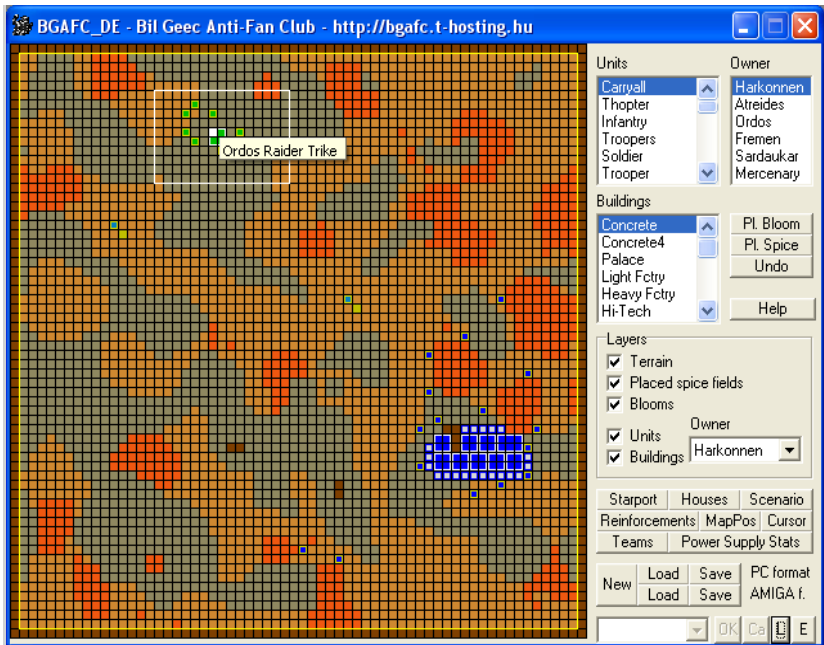 BGAFC_DE - Bil Geec Anti-Fan Club - http://bgafc.t-hosting.hu
Units
Owner
Carryall
Thopter
Infantry
Troopers
Soldier
Trooper
Harkonnen
Atreides
Ordos
Fremen
Sardaukar
Mercenary
Ordos Raider Trike
Buildings
Concrete
Concrete4
Palace
Light Fctry
Heavy Fctry
Hi-Tech
Pl. Bloom
Pl. Spice
Undo
Help
Layers
Terrain
Placed spice fields
Blooms
Units
Buildings
Owner
Harkonnen
Starport Houses Scenario
Reinforcements MapPos Cursor
Teams Power Supply Stats
New
Load Save PC format
Load Save AMIGA f.
OK Ca E